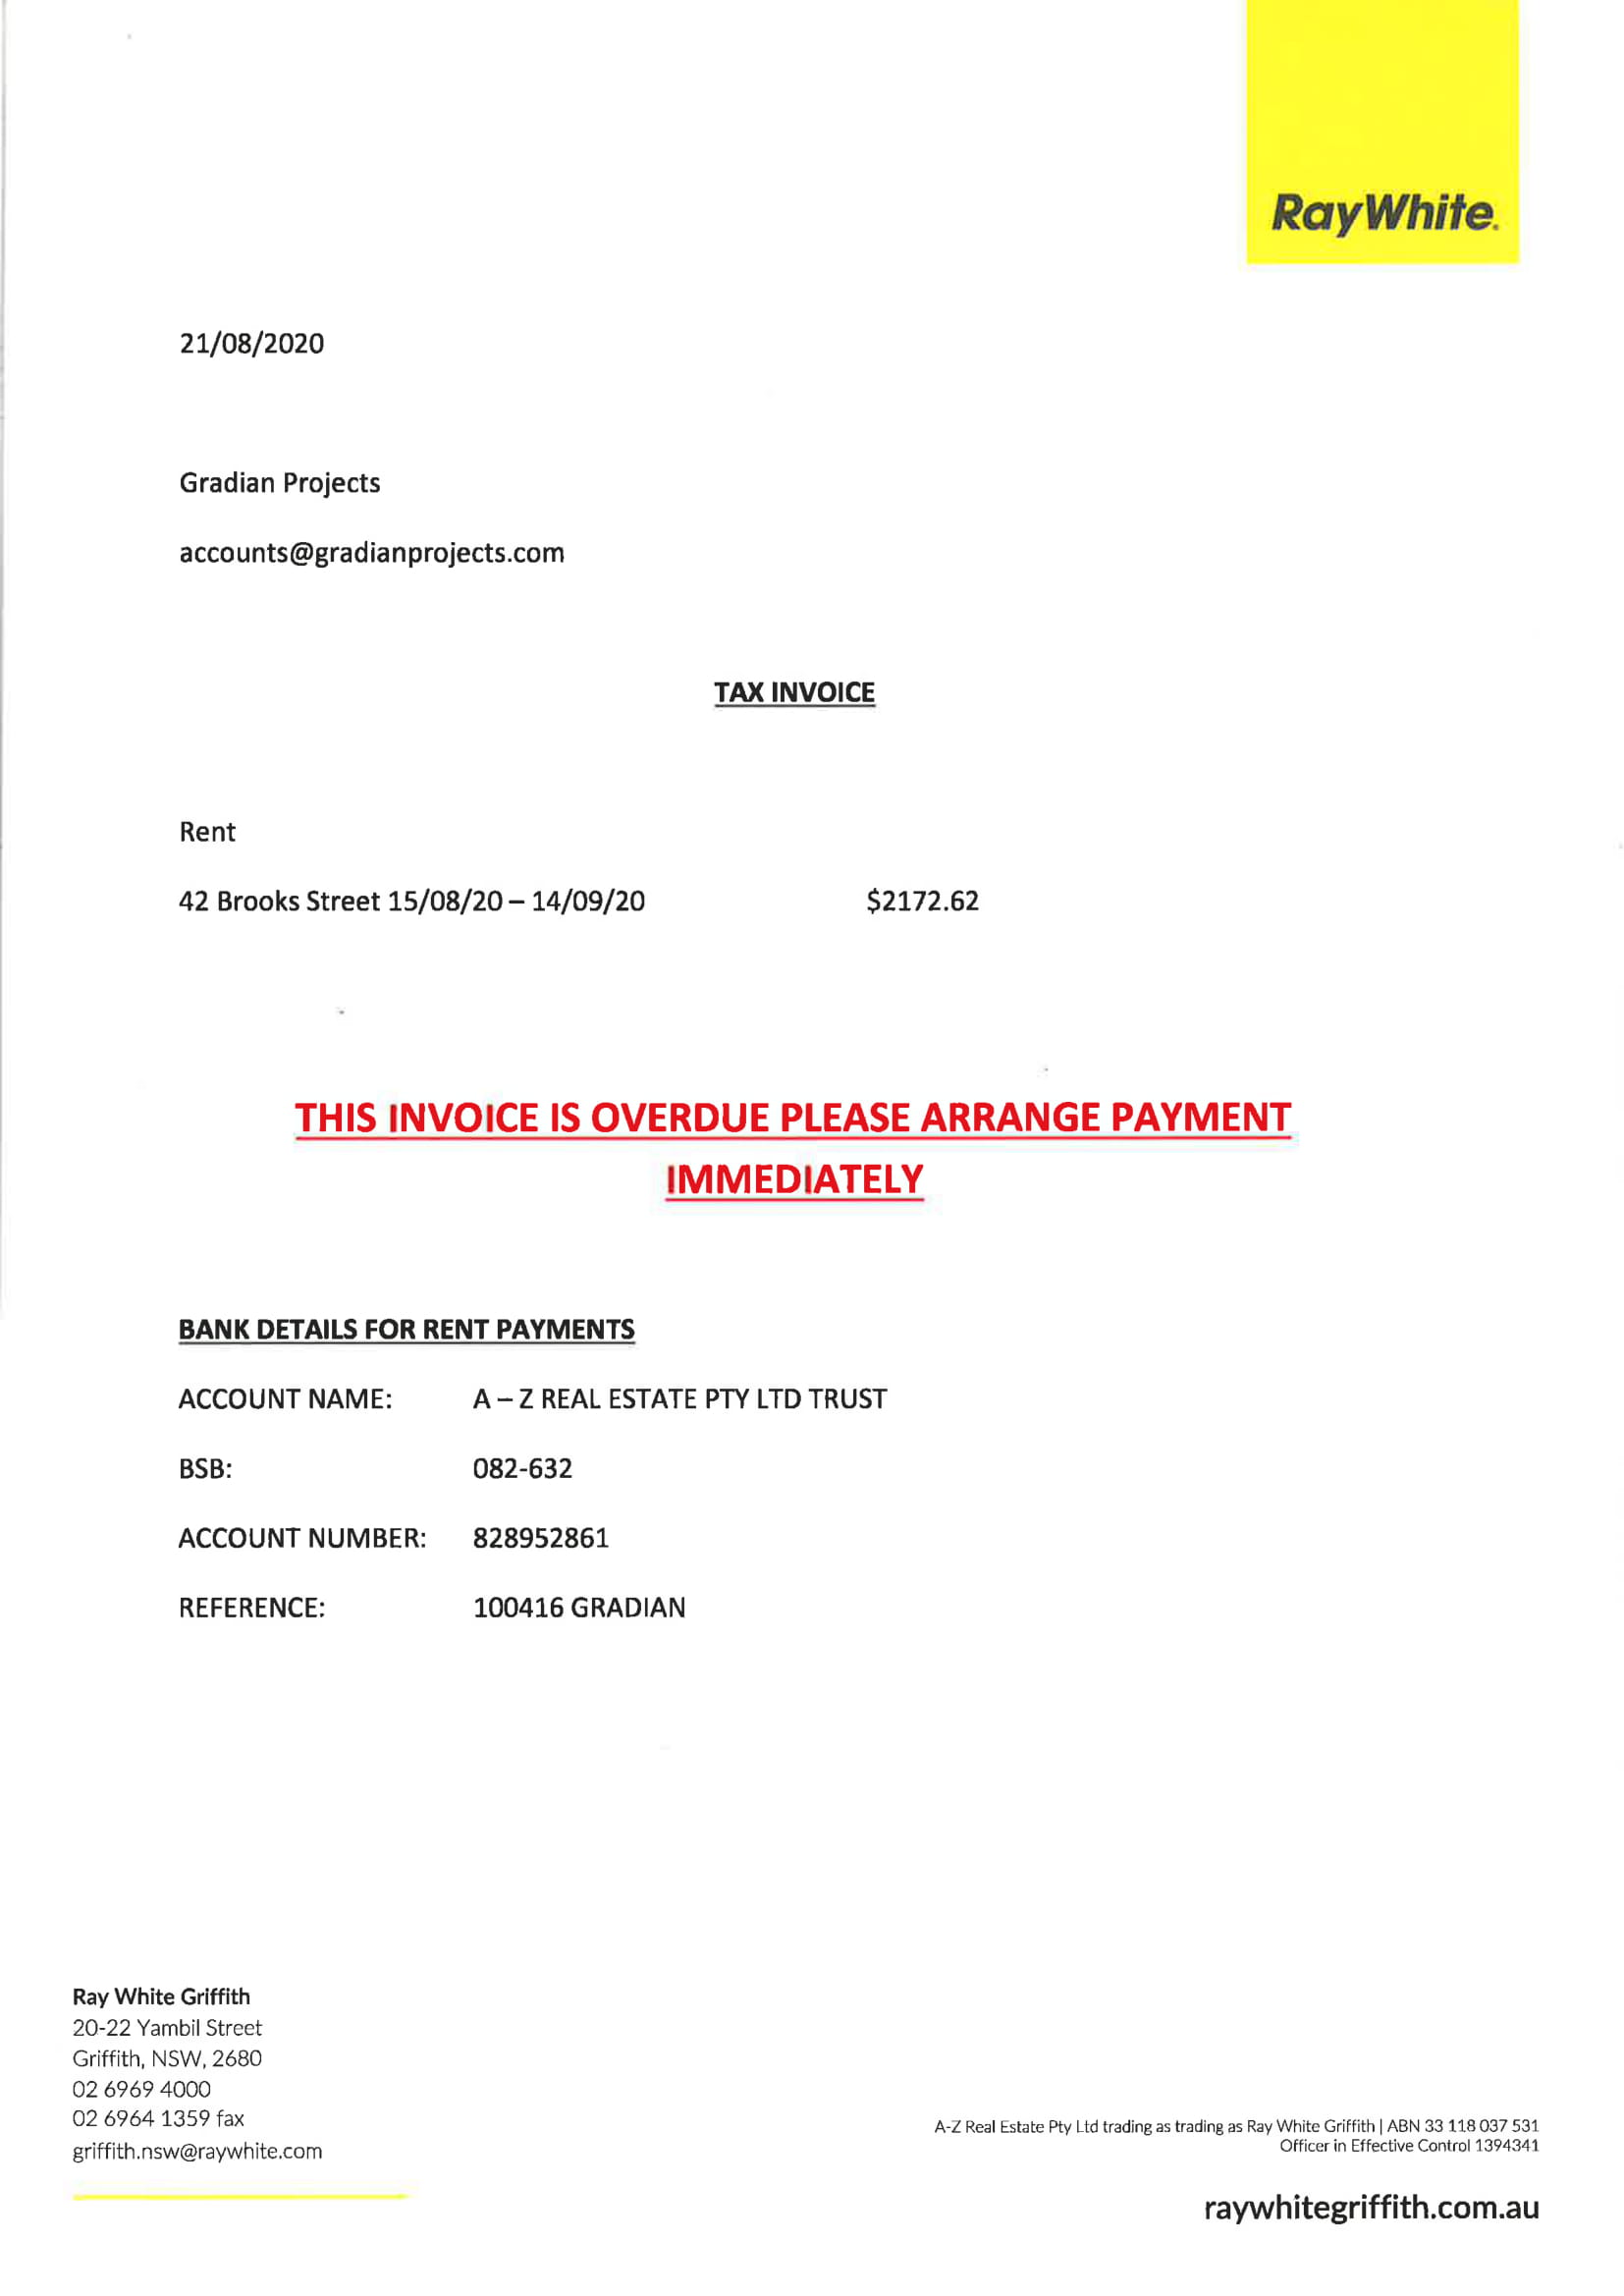 RayWhite.
21/08/2020
Gradian Projects
accounts@gradianprojects.com
TAX INVOICE
Rent
42 Brooks Street 15/08/20 – 14/09/20 $2172.62
THIS INVOICE IS OVERDUE PLEASE ARRANGE PAYMENT
IMMEDIATELY
BANK DETAILS FOR RENT PAYMENTS
ACCOUNT NAME: A – Z REAL ESTATE PTY LTD TRUST
BSB: 082-632
ACCOUNT NUMBER: 828952861
REFERENCE: 100416 GRADIAN
Ray White Griffith
20-22 Yambil Street
Griffith, NSW, 2680
02 6969 4000
02 6964 1359 fax
griffith.nsw@raywhite.com
A-Z Real Estate Pty Ltd trading as trading as Ray White Griffith | ABN 33 118 037 531
Officer in Effective Control 1394341
raywhitegriffith.com.au